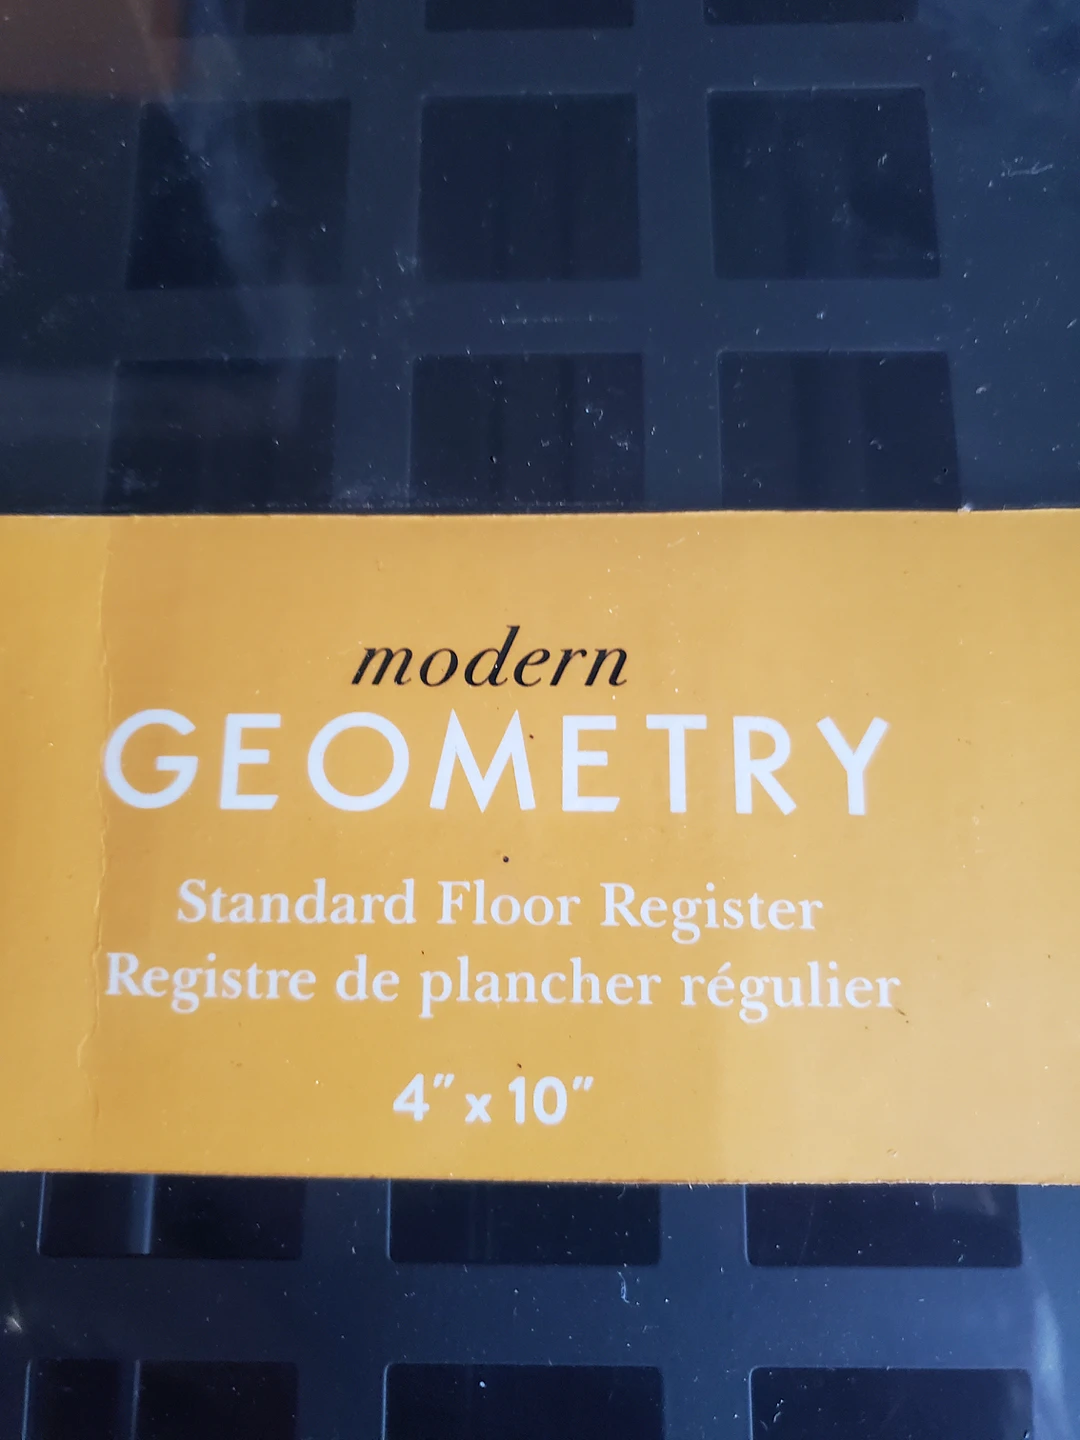 modern
GEOMETRY
Standard Floor Register
Registre de plancher régulier
4″ x 10″